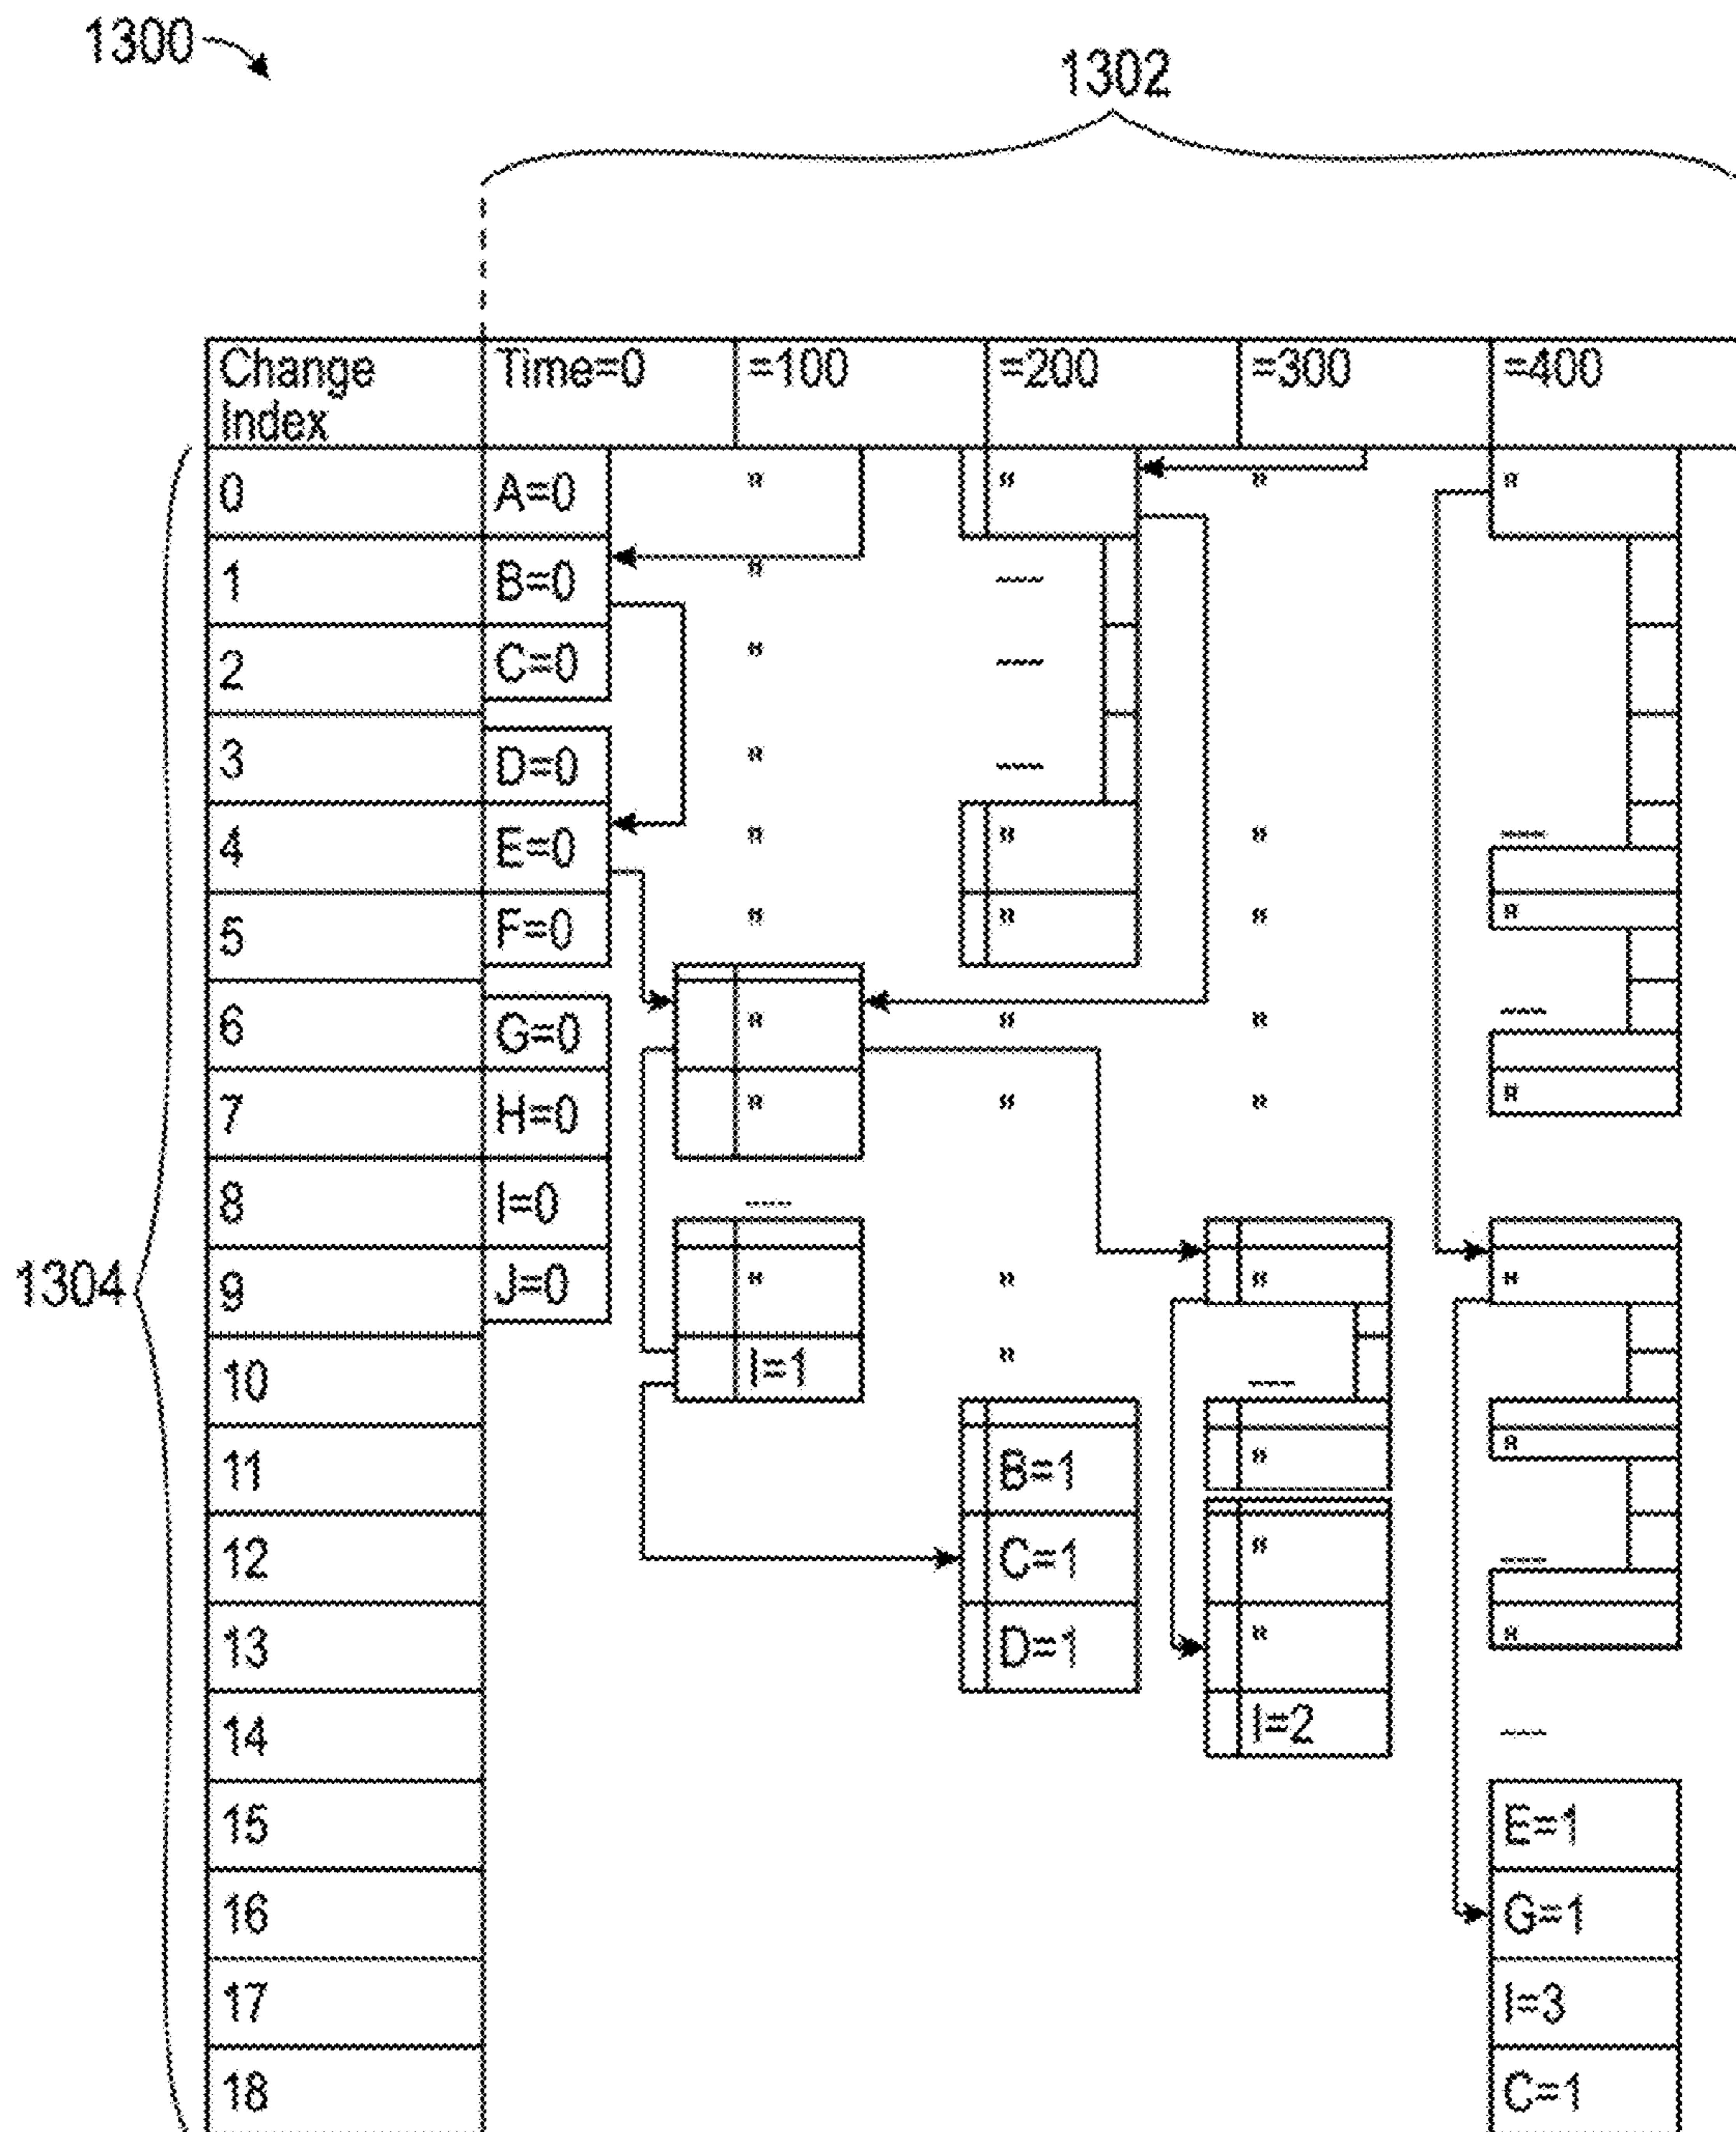 1300
1302
Change Index Time=0 =100 =200 =300 =400
0 A=0 " " " "
1 B=0 " ----
2 C=0 " ----
3 D=0 " ----
4 E=0 " " " ----
5 F=0 " " " "
6 G=0 " " " ----
7 H=0 " " " "
8 I=0 ----
1304
9 J=0 " " " "
10 I=1 " ----
11 B=1 " "
12 C=1 " ----
13 D=1 " "
14 I=2 ----
15 E=1
16 G=1
17 I=3
18 C=1